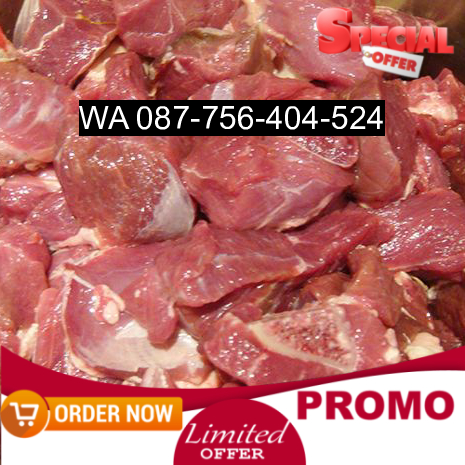 SPECIAL
OFFER
WA 087-756-404-524
ORDER NOW
PROMO
Limited
OFFER